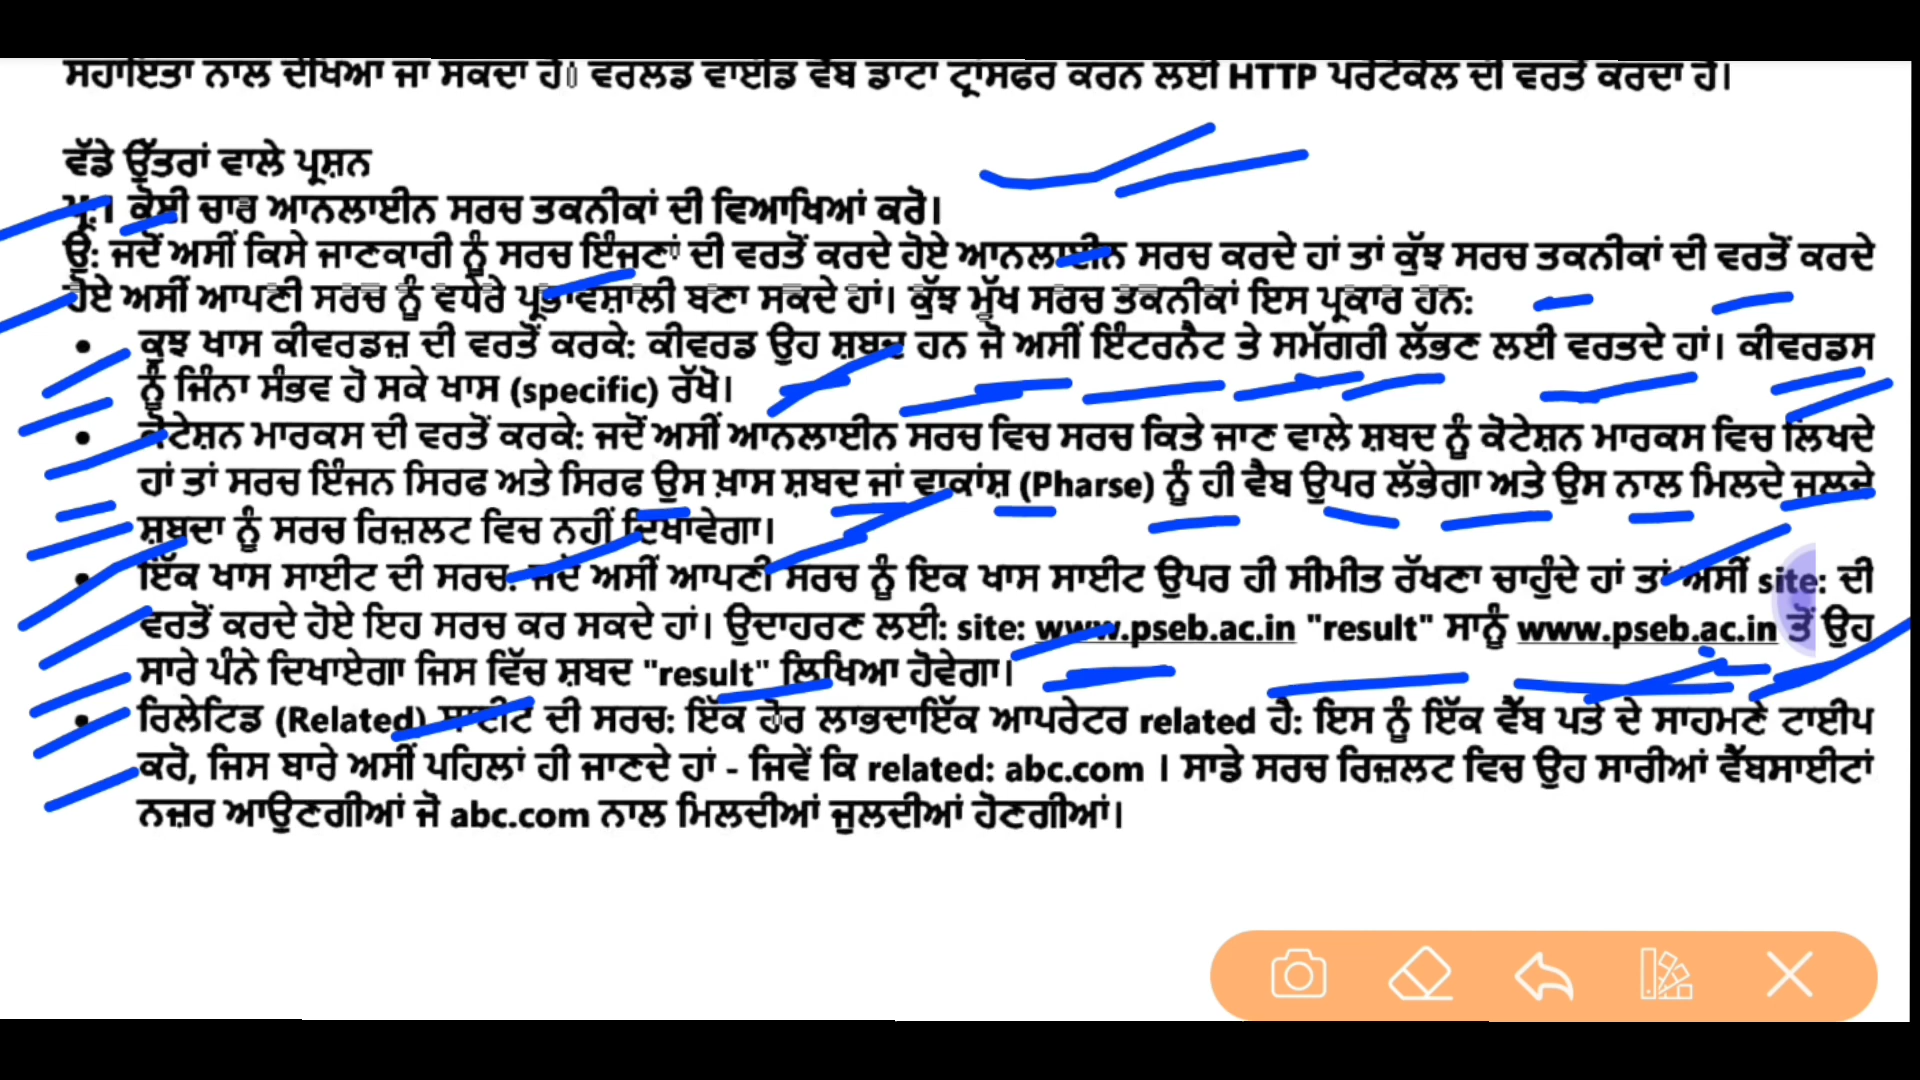 ਸਹਾਇਤਾ ਨਾਲ ਦੇਖਿਆ ਜਾ ਸਕਦਾ ਹੈ। ਵਰਲਡ ਵਾਈਡ ਵੈੱਬ ਡਾਟਾ ਟ੍ਰਾਂਸਫਰ ਕਰਨ ਲਈ HTTP ਪਰੋਟੋਕੋਲ ਦੀ ਵਰਤੋਂ ਕਰਦਾ ਹੈ।
ਵੱਡੇ ਉੱਤਰਾਂ ਵਾਲੇ ਪ੍ਰਸ਼ਨ
ਪ੍ਰ.1 ਕੋਈ ਚਾਰ ਆਨਲਾਈਨ ਸਰਚ ਤਕਨੀਕਾਂ ਦੀ ਵਿਆਖਿਆਂ ਕਰੋ।
ਉ: ਜਦੋਂ ਅਸੀਂ ਕਿਸੇ ਜਾਣਕਾਰੀ ਨੂੰ ਸਰਚ ਇੰਜਣਾਂ ਦੀ ਵਰਤੋਂ ਕਰਦੇ ਹੋਏ ਆਨਲਾਈਨ ਸਰਚ ਕਰਦੇ ਹਾਂ ਤਾਂ ਕੁੱਝ ਸਰਚ ਤਕਨੀਕਾਂ ਦੀ ਵਰਤੋਂ ਕਰਦੇ
ਹੋਏ ਅਸੀਂ ਆਪਣੀ ਸਰਚ ਨੂੰ ਵਧੇਰੇ ਪ੍ਰਭਾਵਸ਼ਾਲੀ ਬਣਾ ਸਕਦੇ ਹਾਂ। ਕੁੱਝ ਮੁੱਖ ਸਰਚ ਤਕਨੀਕਾਂ ਇਸ ਪ੍ਰਕਾਰ ਹਨ:
• ਕੁਝ ਖਾਸ ਕੀਵਰਡਜ਼ ਦੀ ਵਰਤੋਂ ਕਰਕੇ: ਕੀਵਰਡ ਉਹ ਸ਼ਬਦ ਹਨ ਜੋ ਅਸੀਂ ਇੰਟਰਨੈਟ ਤੇ ਸਮੱਗਰੀ ਲੱਭਣ ਲਈ ਵਰਤਦੇ ਹਾਂ। ਕੀਵਰਡਸ
ਨੂੰ ਜਿੰਨਾ ਸੰਭਵ ਹੋ ਸਕੇ ਖਾਸ (specific) ਰੱਖੋ।
• ਕੋਟੇਸ਼ਨ ਮਾਰਕਸ ਦੀ ਵਰਤੋਂ ਕਰਕੇ: ਜਦੋਂ ਅਸੀਂ ਆਨਲਾਈਨ ਸਰਚ ਵਿਚ ਸਰਚ ਕਿਤੇ ਜਾਣ ਵਾਲੇ ਸ਼ਬਦ ਨੂੰ ਕੋਟੇਸ਼ਨ ਮਾਰਕਸ ਵਿਚ ਲਿਖਦੇ
ਹਾਂ ਤਾਂ ਸਰਚ ਇੰਜਨ ਸਿਰਫ ਅਤੇ ਸਿਰਫ ਉਸ ਖ਼ਾਸ ਸ਼ਬਦ ਜਾਂ ਵਾਕਾਂਸ਼ (Pharse) ਨੂੰ ਹੀ ਵੈਬ ਉਪਰ ਲੱਭੇਗਾ ਅਤੇ ਉਸ ਨਾਲ ਮਿਲਦੇ ਜੁਲਦੇ
ਸ਼ਬਦਾ ਨੂੰ ਸਰਚ ਰਿਜ਼ਲਟ ਵਿਚ ਨਹੀਂ ਦਿਖਾਵੇਗਾ।
• ਇੱਕ ਖਾਸ ਸਾਈਟ ਦੀ ਸਰਚ: ਜਦੋਂ ਅਸੀਂ ਆਪਣੀ ਸਰਚ ਨੂੰ ਇਕ ਖਾਸ ਸਾਈਟ ਉਪਰ ਹੀ ਸੀਮੀਤ ਰੱਖਣਾ ਚਾਹੁੰਦੇ ਹਾਂ ਤਾਂ ਅਸੀਂ site: ਦੀ
ਵਰਤੋਂ ਕਰਦੇ ਹੋਏ ਇਹ ਸਰਚ ਕਰ ਸਕਦੇ ਹਾਂ। ਉਦਾਹਰਣ ਲਈ: site: www.pseb.ac.in "result" ਸਾਨੂੰ www.pseb.ac.in ਤੋਂ ਉਹ
ਸਾਰੇ ਪੰਨੇ ਦਿਖਾਏਗਾ ਜਿਸ ਵਿੱਚ ਸ਼ਬਦ "result" ਲਿਖਿਆ ਹੋਵੇਗਾ।
• ਰਿਲੇਟਿਡ (Related) ਸਾਈਟ ਦੀ ਸਰਚ: ਇੱਕ ਹੋਰ ਲਾਭਦਾਇੱਕ ਆਪਰੇਟਰ related ਹੈ: ਇਸ ਨੂੰ ਇੱਕ ਵੈੱਬ ਪਤੇ ਦੇ ਸਾਹਮਣੇ ਟਾਈਪ
ਕਰੋ, ਜਿਸ ਬਾਰੇ ਅਸੀਂ ਪਹਿਲਾਂ ਹੀ ਜਾਣਦੇ ਹਾਂ - ਜਿਵੇਂ ਕਿ related: abc.com । ਸਾਡੇ ਸਰਚ ਰਿਜ਼ਲਟ ਵਿਚ ਉਹ ਸਾਰੀਆਂ ਵੈੱਬਸਾਈਟਾਂ
ਨਜ਼ਰ ਆਉਣਗੀਆਂ ਜੋ abc.com ਨਾਲ ਮਿਲਦੀਆਂ ਜੁਲਦੀਆਂ ਹੋਣਗੀਆਂ।